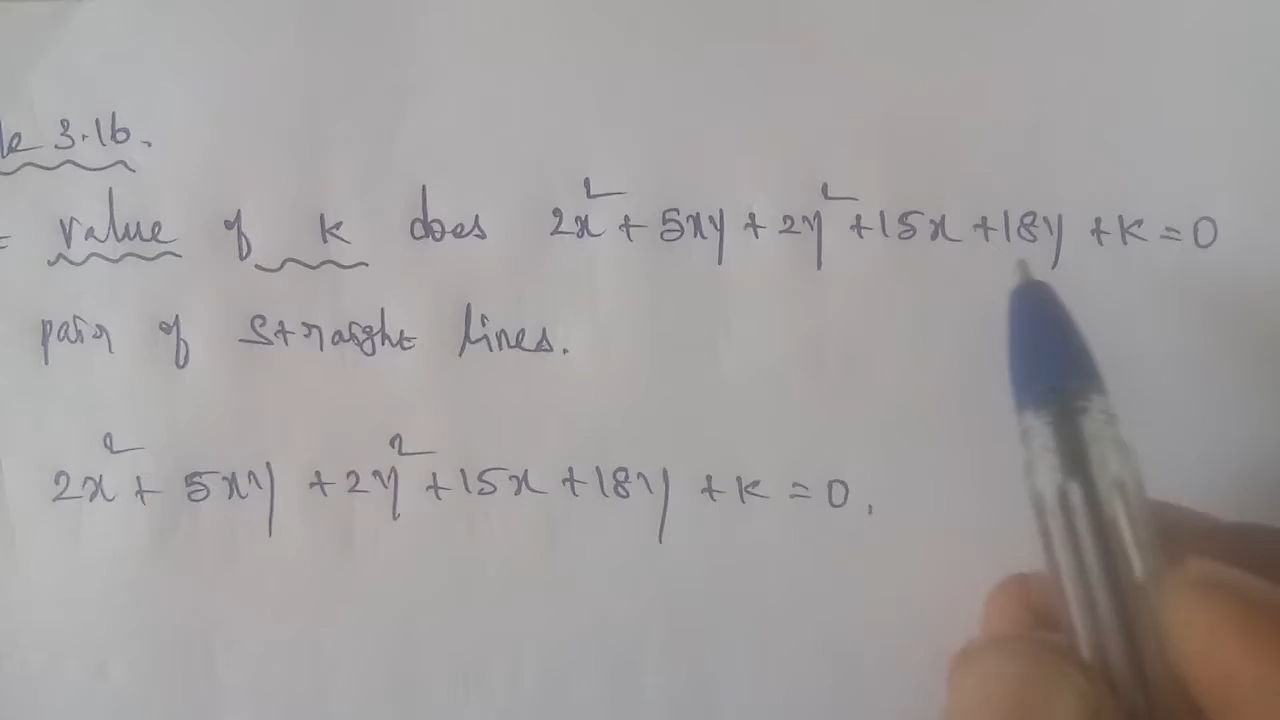 3.16.
value of k does 2x² + 5xy + 2y² + 15x + 18y + k = 0
pair of straight lines.
2x² + 5xy + 2y² + 15x + 18y + k = 0.